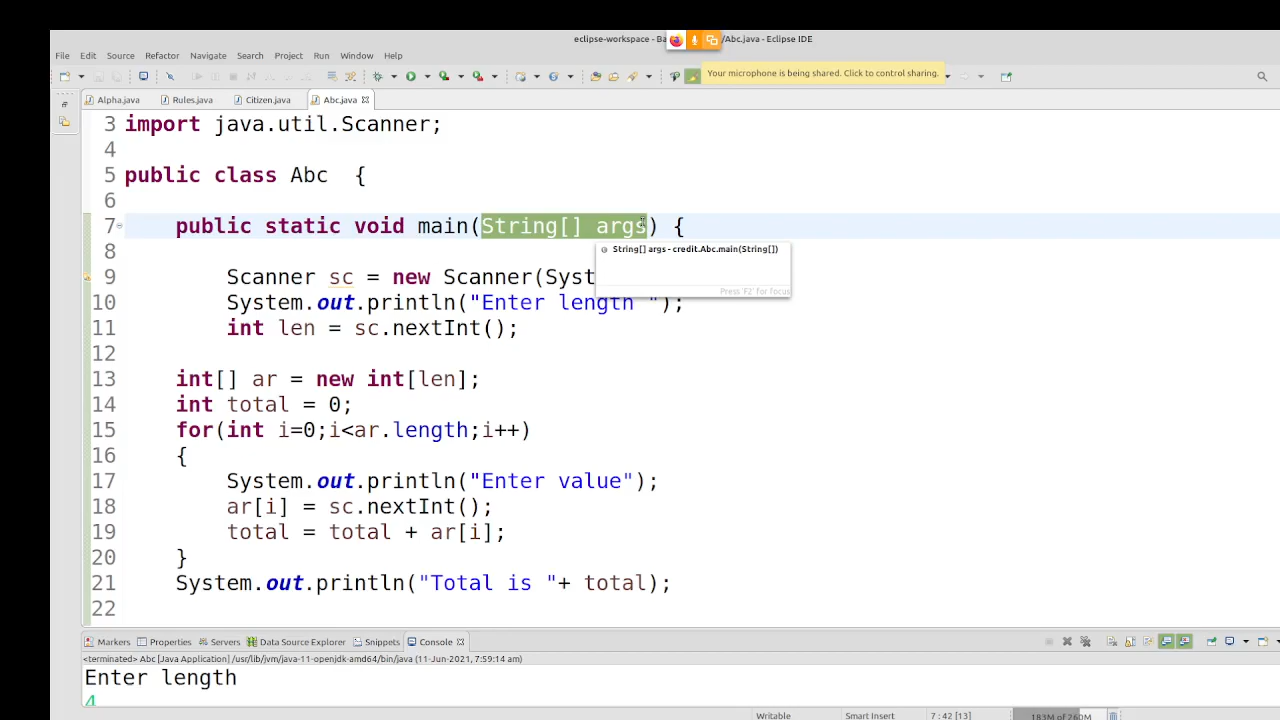 eclipse-workspace - Ba /Abc.java - Eclipse IDE
File Edit Source Refactor Navigate Search Project Run Window Help
Your microphone is being shared. Click to control sharing.
Alpha.java Rules.java Citizen.java Abc.java
3 import java.util.Scanner;
4
5 public class Abc {
6
7 public static void main(String[] args) {
8
String[] args - credit.Abc.main(String[])
9 Scanner sc = new Scanner(Syst
Press 'F2' for focus
10 System.out.println("Enter length ");
11 int len = sc.nextInt();
12
13 int[] ar = new int[len];
14 int total = 0;
15 for(int i=0;i<ar.length;i++)
16 {
17 System.out.println("Enter value");
18 ar[i] = sc.nextInt();
19 total = total + ar[i];
20 }
21 System.out.println("Total is "+ total);
22
Markers Properties Servers Data Source Explorer Snippets Console
<terminated> Abc [Java Application] /usr/lib/jvm/java-11-openjdk-amd64/bin/java (11-Jun-2021, 7:59:14 am)
Enter length
4
Writable Smart Insert 7 : 42 [13] 183M of 260M